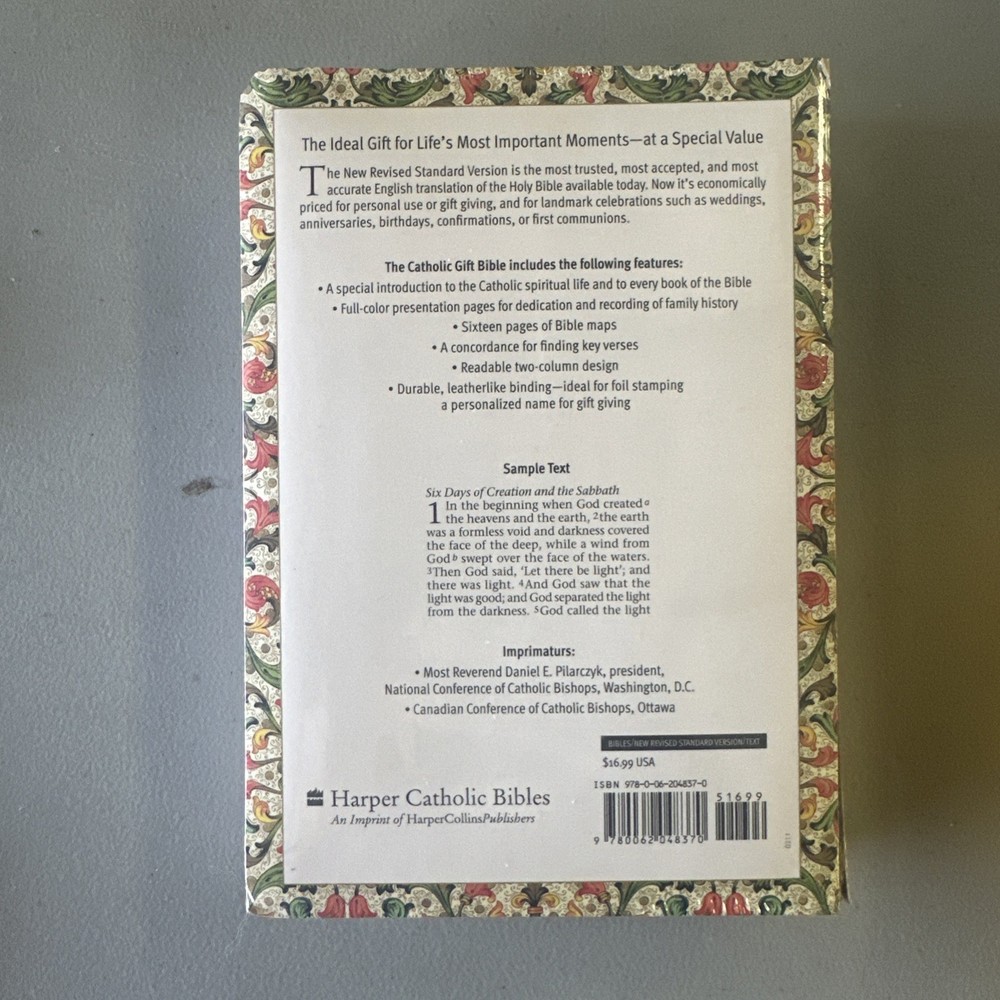 The Ideal Gift for Life's Most Important Moments—at a Special Value
The New Revised Standard Version is the most trusted, most accepted, and most
accurate English translation of the Holy Bible available today. Now it's economically
priced for personal use or gift giving, and for landmark celebrations such as weddings,
anniversaries, birthdays, confirmations, or first communions.
The Catholic Gift Bible includes the following features:
• A special introduction to the Catholic spiritual life and to every book of the Bible
• Full-color presentation pages for dedication and recording of family history
• Sixteen pages of Bible maps
• A concordance for finding key verses
• Readable two-column design
• Durable, leatherlike binding—ideal for foil stamping
a personalized name for gift giving
Sample Text
Six Days of Creation and the Sabbath
1 In the beginning when God created a
the heavens and the earth, 2the earth
was a formless void and darkness covered
the face of the deep, while a wind from
God b swept over the face of the waters.
3Then God said, 'Let there be light'; and
there was light. 4And God saw that the
light was good; and God separated the light
from the darkness. 5God called the light
Imprimaturs:
• Most Reverend Daniel E. Pilarczyk, president,
National Conference of Catholic Bishops, Washington, D.C.
• Canadian Conference of Catholic Bishops, Ottawa
BIBLES/NEW REVISED STANDARD VERSION/TEXT
$16.99 USA
ISBN 978-0-06-204837-0
51699
9 780062 048370
Harper Catholic Bibles
An Imprint of HarperCollinsPublishers